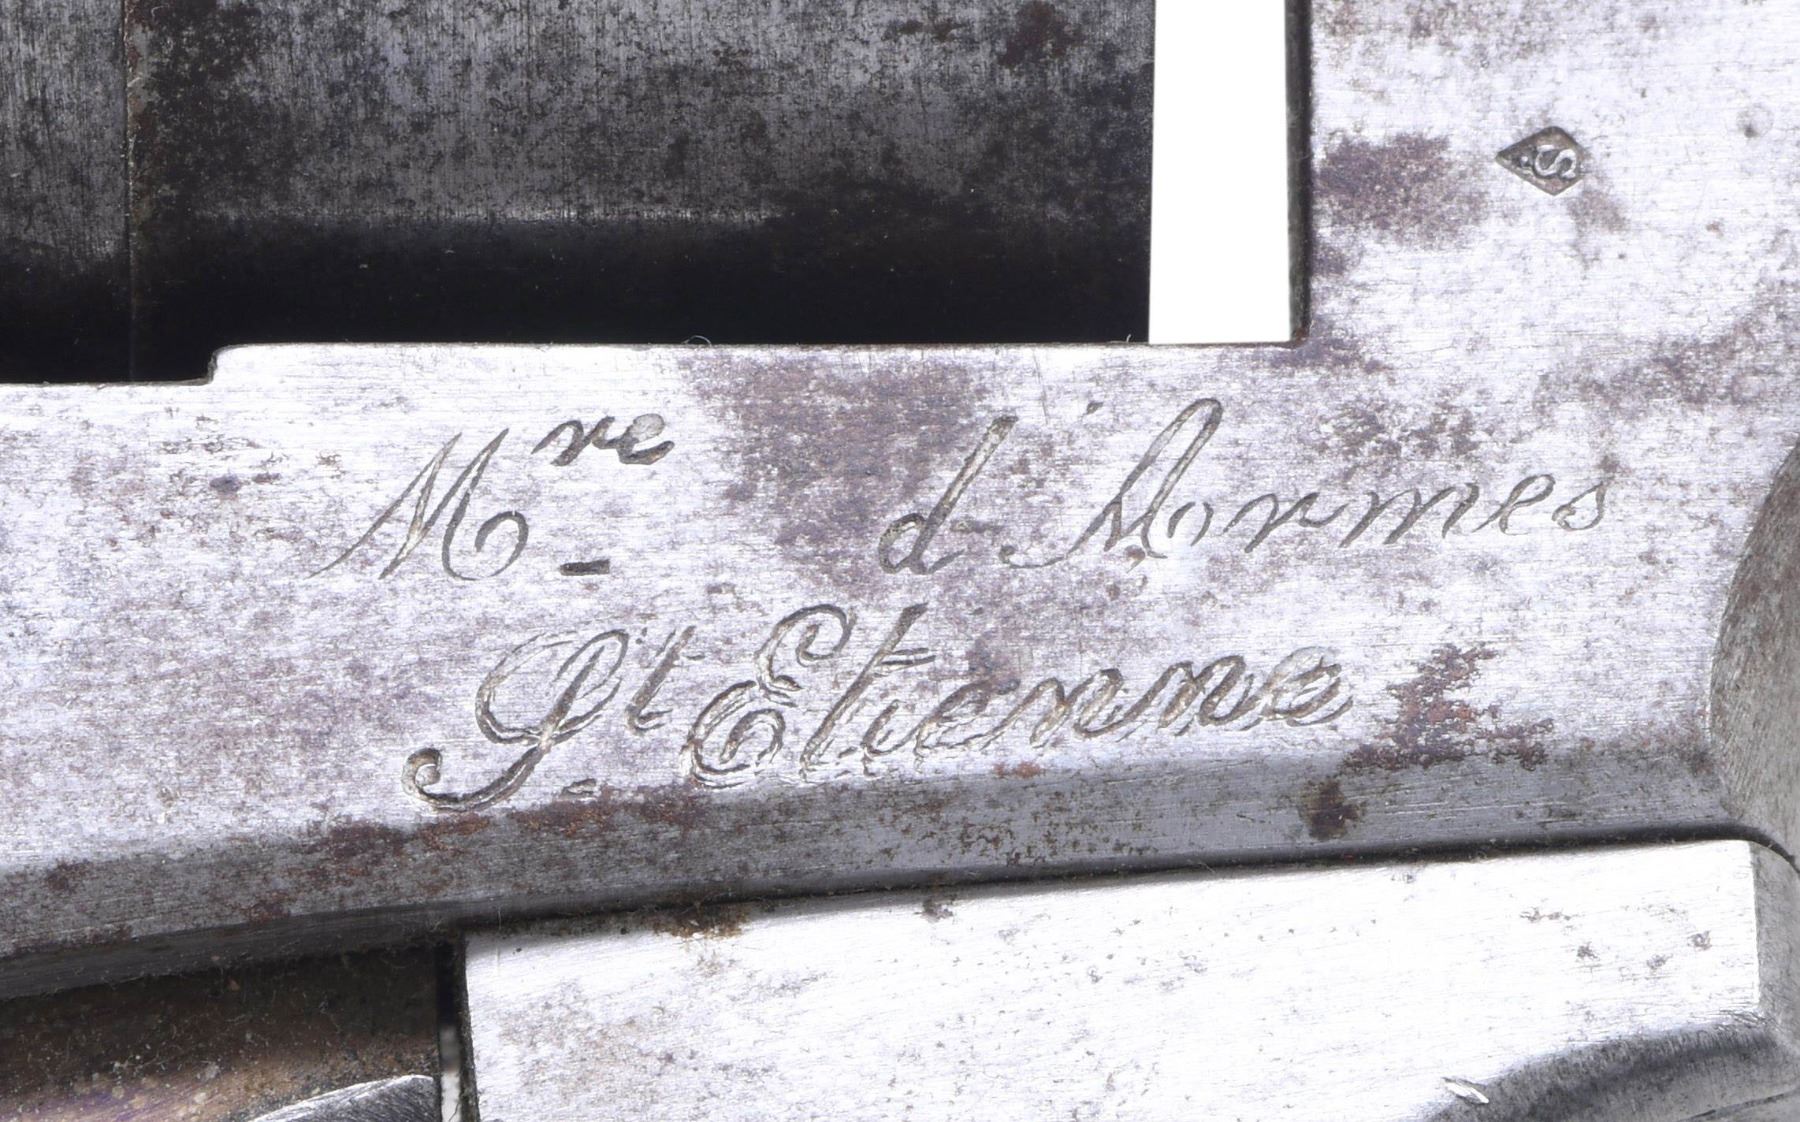 S
Mre d'Armes
St Etienne